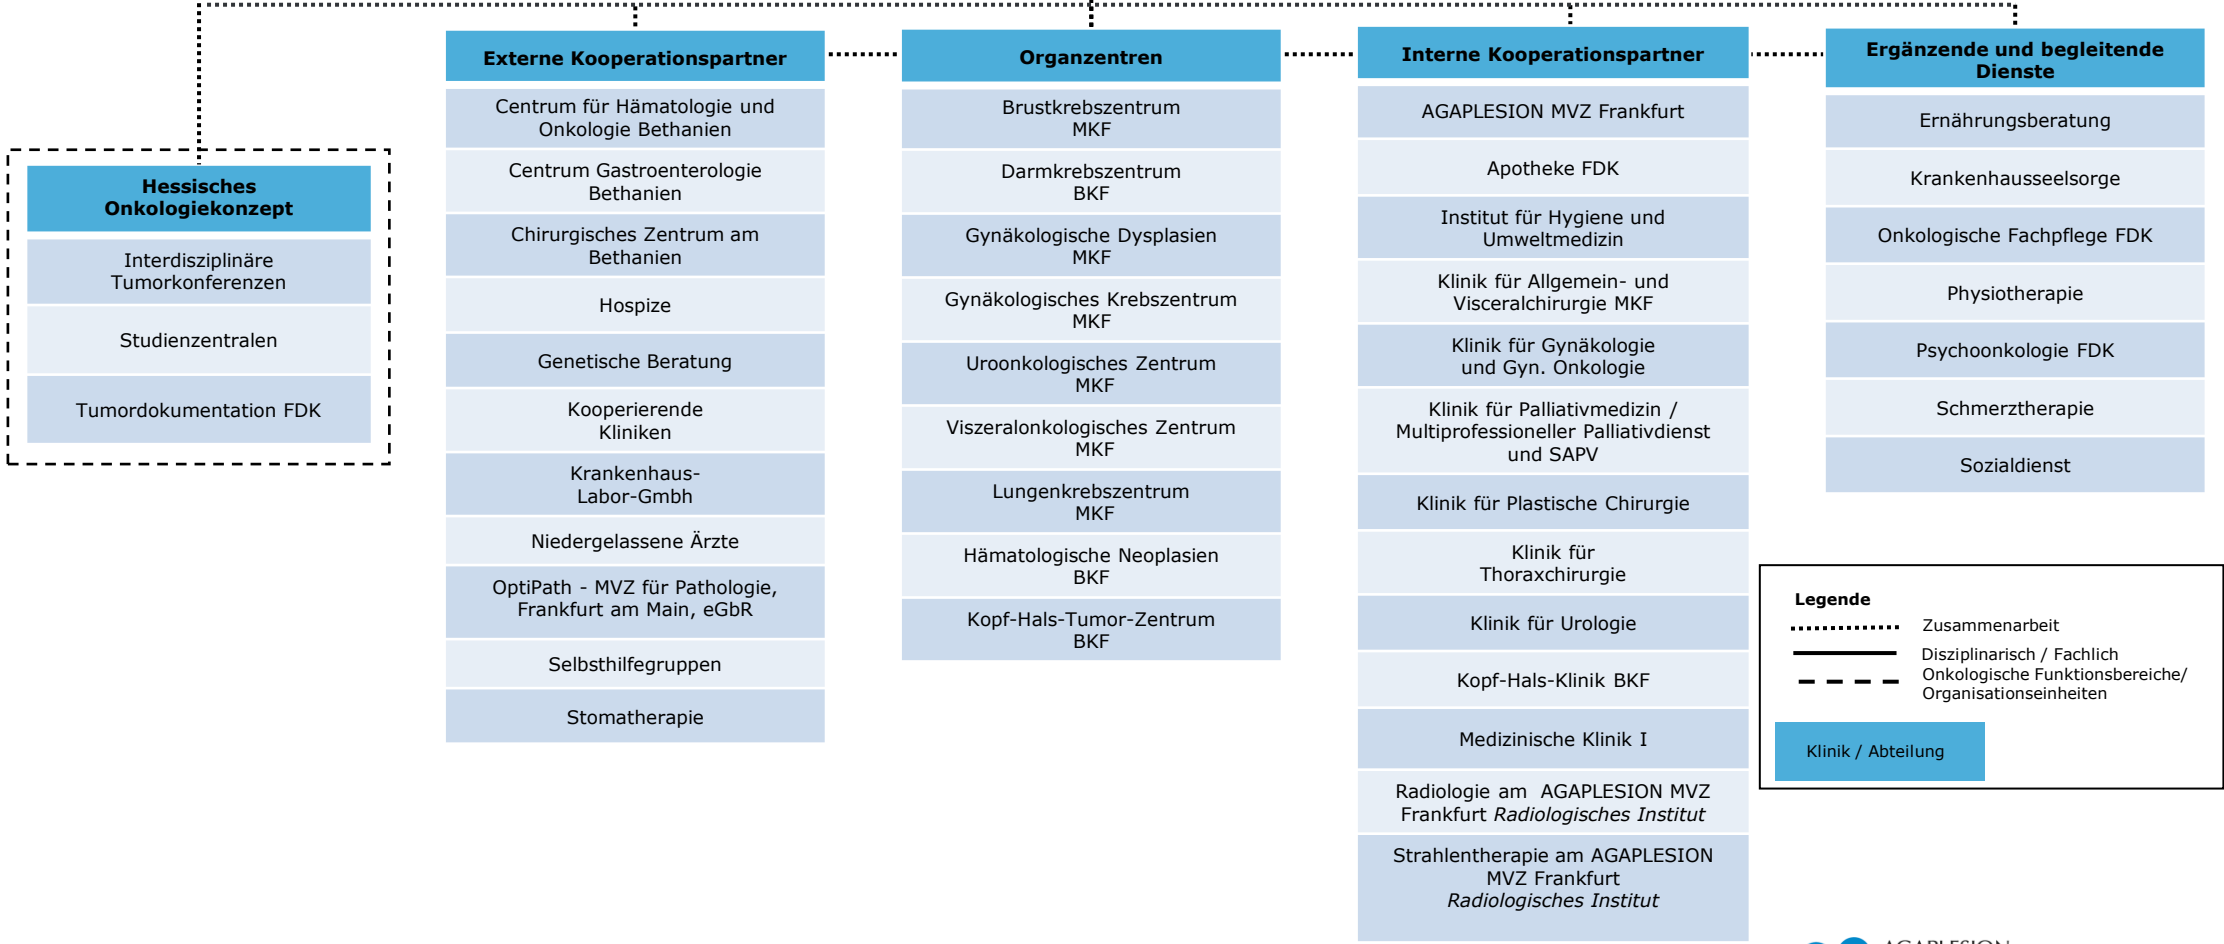 Hessisches
Onkologiekonzept
Interdisziplinäre
Tumorkonferenzen
Studienzentralen
Tumordokumentation FDK
Externe Kooperationspartner
Centrum für Hämatologie und
Onkologie Bethanien
Centrum Gastroenterologie
Bethanien
Chirurgisches Zentrum am
Bethanien
Hospize
Genetische Beratung
Kooperierende
Kliniken
Krankenhaus-
Labor-Gmbh
Niedergelassene Ärzte
OptiPath - MVZ für Pathologie,
Frankfurt am Main, eGbR
Selbsthilfegruppen
Stomatherapie
Organzentren
Brustkrebszentrum
MKF
Darmkrebszentrum
BKF
Gynäkologische Dysplasien
MKF
Gynäkologisches Krebszentrum
MKF
Uroonkologisches Zentrum
MKF
Viszeralonkologisches Zentrum
MKF
Lungenkrebszentrum
MKF
Hämatologische Neoplasien
BKF
Kopf-Hals-Tumor-Zentrum
BKF
Interne Kooperationspartner
AGAPLESION MVZ Frankfurt
Apotheke FDK
Institut für Hygiene und
Umweltmedizin
Klinik für Allgemein- und
Visceralchirurgie MKF
Klinik für Gynäkologie
und Gyn. Onkologie
Klinik für Palliativmedizin /
Multiprofessioneller Palliativdienst
und SAPV
Klinik für Plastische Chirurgie
Klinik für
Thoraxchirurgie
Klinik für Urologie
Kopf-Hals-Klinik BKF
Medizinische Klinik I
Radiologie am AGAPLESION MVZ
Frankfurt Radiologisches Institut
Strahlentherapie am AGAPLESION
MVZ Frankfurt
Radiologisches Institut
Ergänzende und begleitende
Dienste
Ernährungsberatung
Krankenhausseelsorge
Onkologische Fachpflege FDK
Physiotherapie
Psychoonkologie FDK
Schmerztherapie
Sozialdienst
Legende
Zusammenarbeit
Disziplinarisch / Fachlich
Onkologische Funktionsbereiche/
Organisationseinheiten
Klinik / Abteilung
AGAPLESION